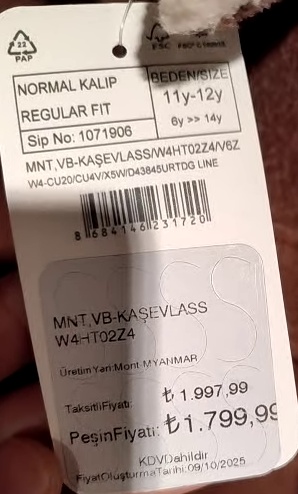 22
PAP
FSC
NORMAL KALIP
REGULAR FIT
BEDEN/SIZE
11y-12y
6y >> 14y
Sip No: 1071906
MNT,VB-KAŞEVLASS/W4HT02Z4/V6Z
W4-CU20/CU4V/X5W/D43845URTDG LINE
8 684146 231720
MNT,VB-KAŞEVLASS
W4HT02Z4
Üretim Yeri:Mont MYANMAR
TaksitliFiyatı: ₺ 1.997,99
PeşinFiyatı: ₺ 1.799,99
KDVDahildir
FiyatOluşturmaTarihi: 09/10/2025